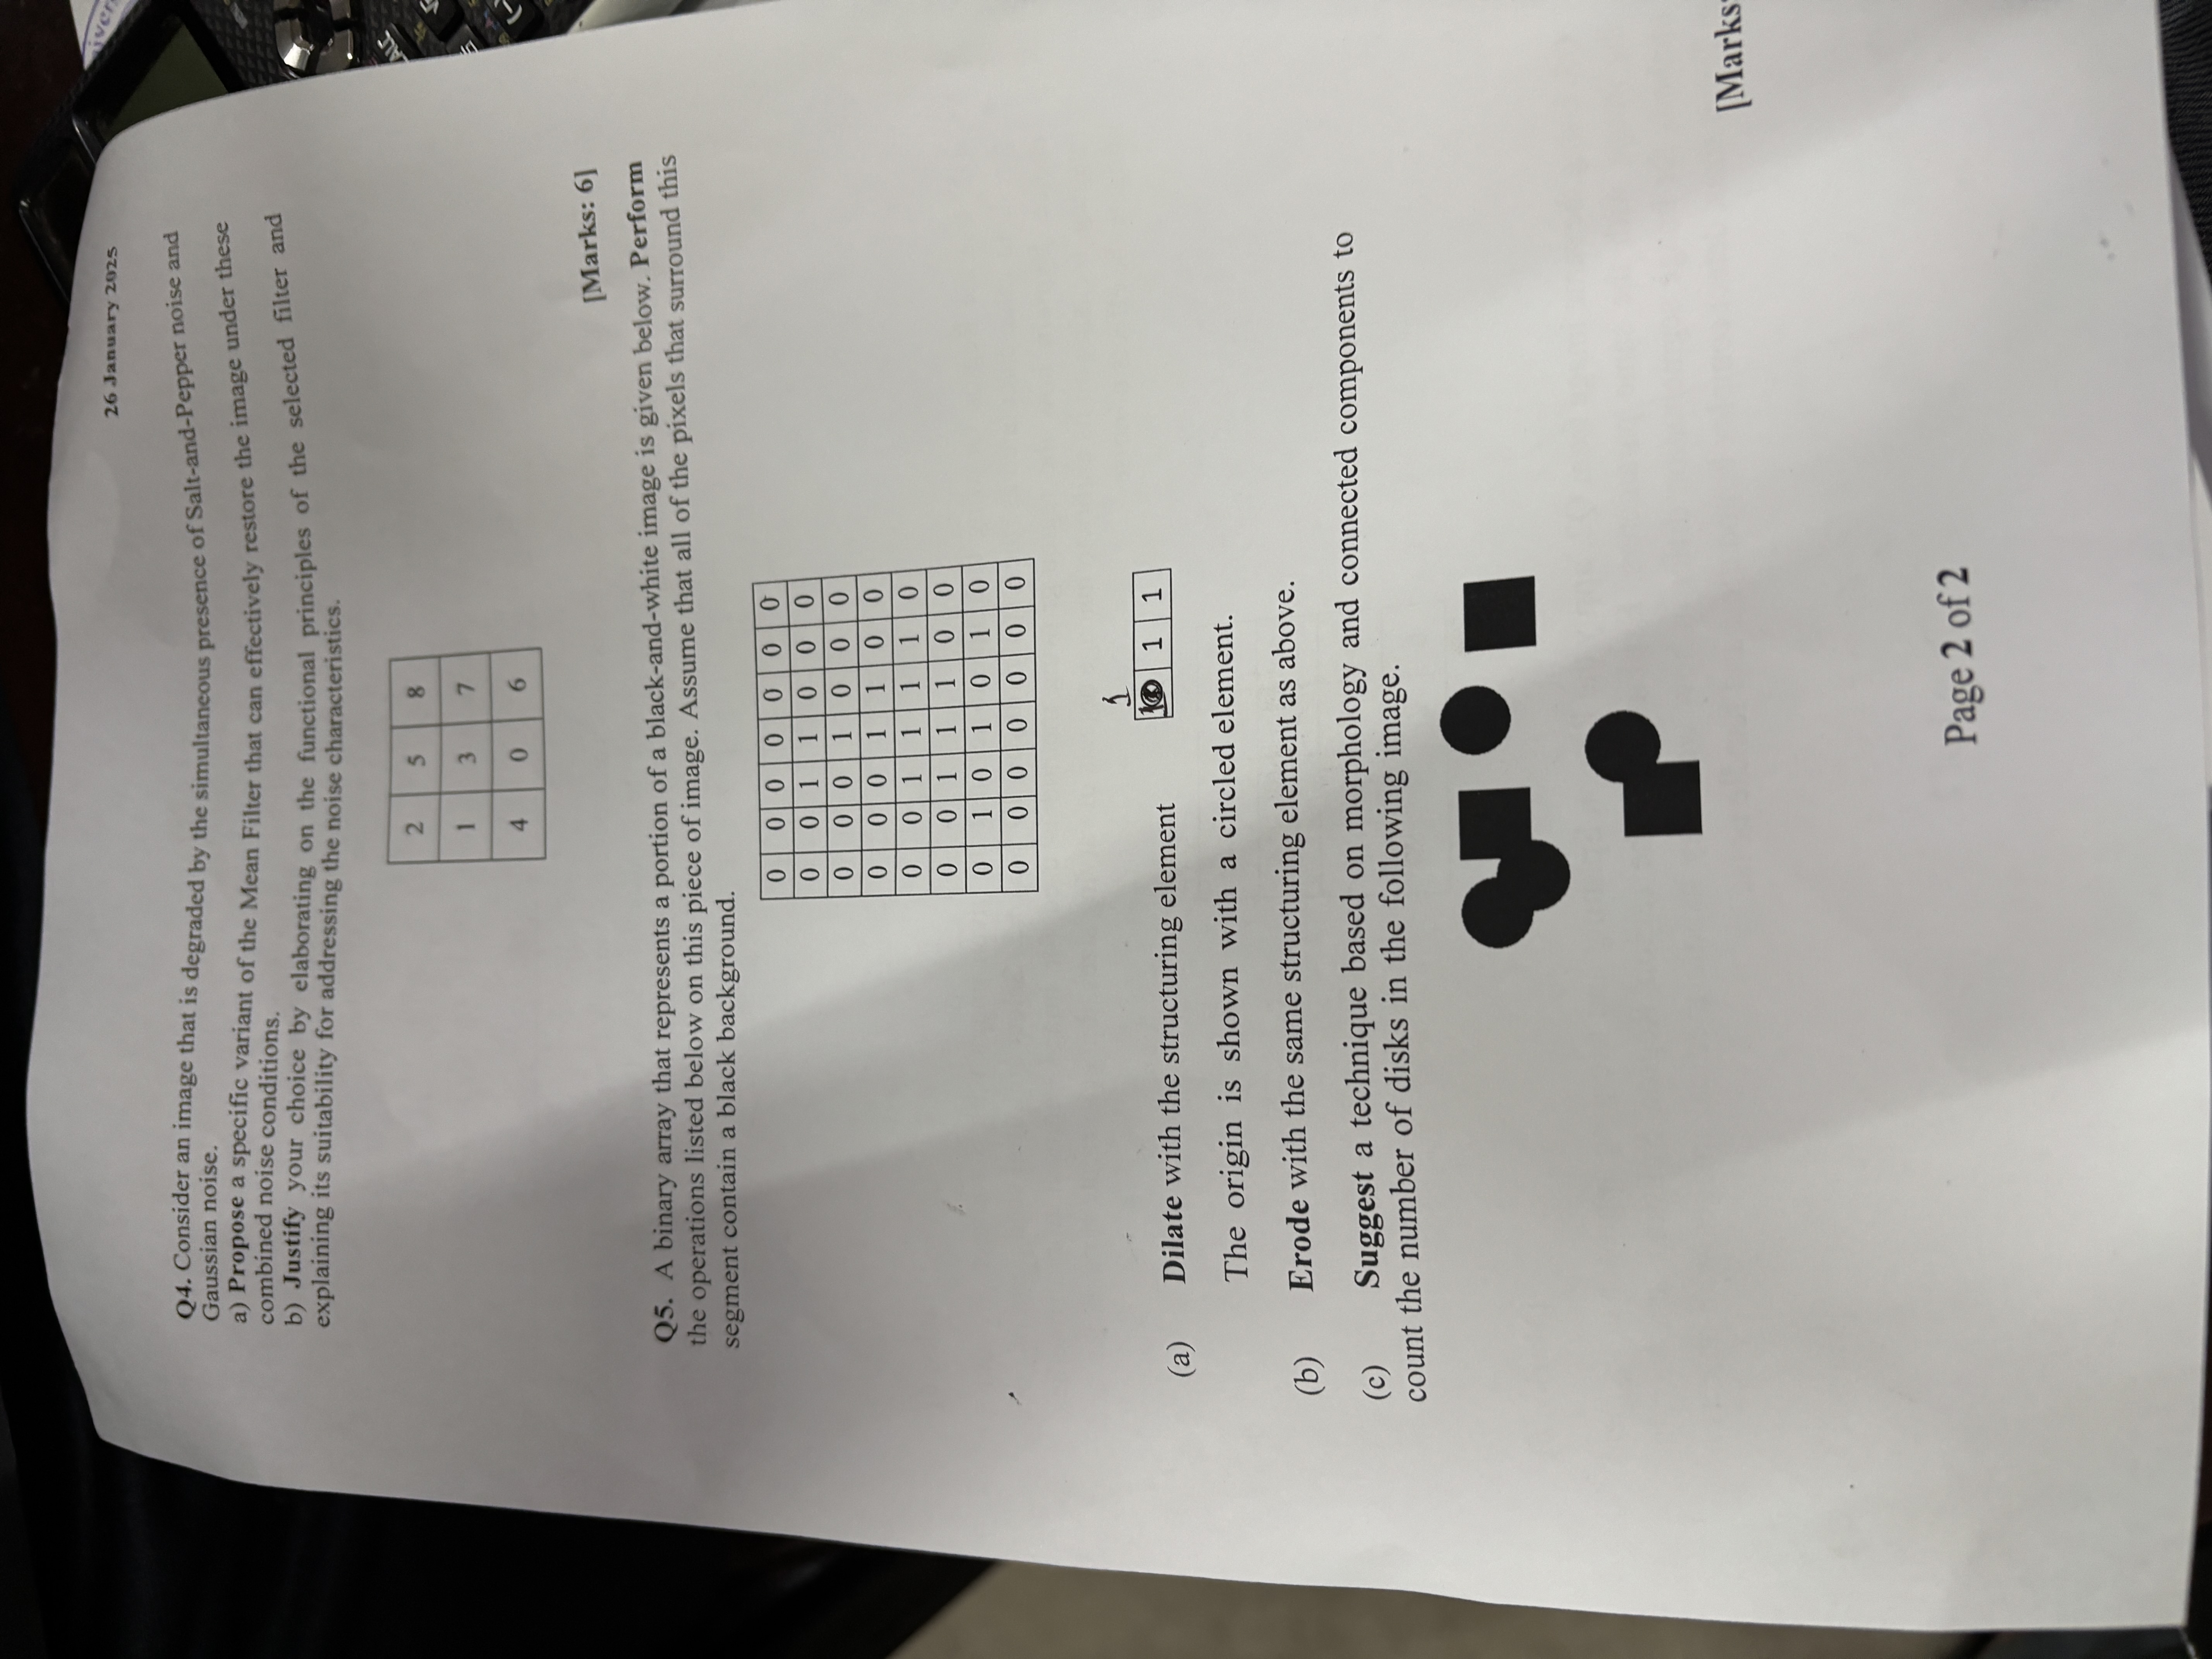 26 January 2025
Q4. Consider an image that is degraded by the simultaneous presence of Salt-and-Pepper noise and
Gaussian noise.
a) Propose a specific variant of the Mean Filter that can effectively restore the image under these
combined noise conditions.
b) Justify your choice by elaborating on the functional principles of the selected filter and
explaining its suitability for addressing the noise characteristics.
2 5 8
1 3 7
4 0 6
[Marks: 6]
Q5. A binary array that represents a portion of a black-and-white image is given below. Perform
the operations listed below on this piece of image. Assume that all of the pixels that surround this
segment contain a black background.
0 0 0 0 0 0 0
0 0 1 1 0 0 0
0 0 0 1 0 0 0
0 0 0 1 1 0 0
0 0 1 1 1 1 0
0 0 1 1 1 0 0
0 1 0 1 0 1 0
0 0 0 0 0 0 0
1
(a) Dilate with the structuring element 1 1
The origin is shown with a circled element.
(b) Erode with the same structuring element as above.
(c) Suggest a technique based on morphology and connected components to
count the number of disks in the following image.
[Marks:
Page 2 of 2